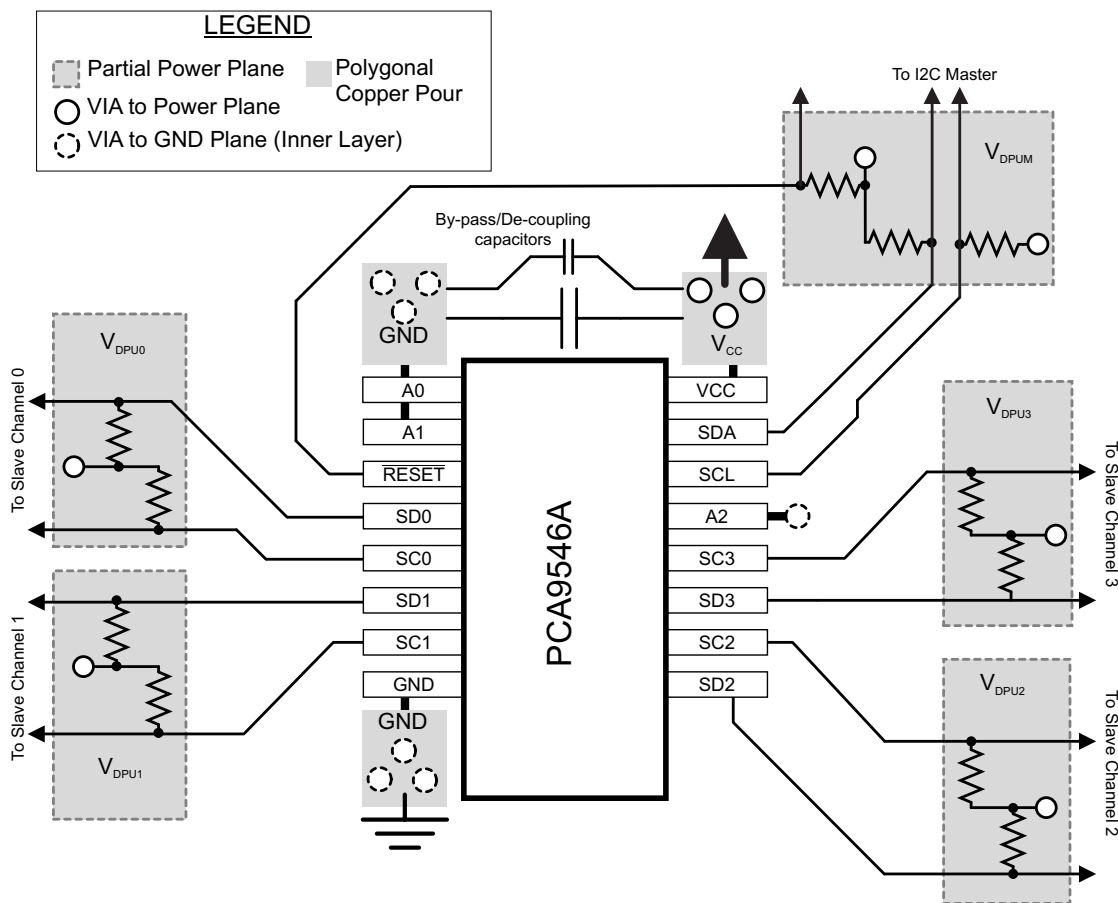 LEGEND
Partial Power Plane
Polygonal
Copper Pour
VIA to Power Plane
VIA to GND Plane (Inner Layer)
To I2C Master
VDPUM
By-pass/De-coupling
capacitors
GND
VCC
VDPU0
To Slave Channel 0
VDPU1
To Slave Channel 1
A0
A1
RESET
SD0
SC0
SD1
SC1
GND
GND
PCA9546A
VCC
SDA
SCL
A2
SC3
SD3
SC2
SD2
VDPU3
To Slave Channel 3
VDPU2
To Slave Channel 2